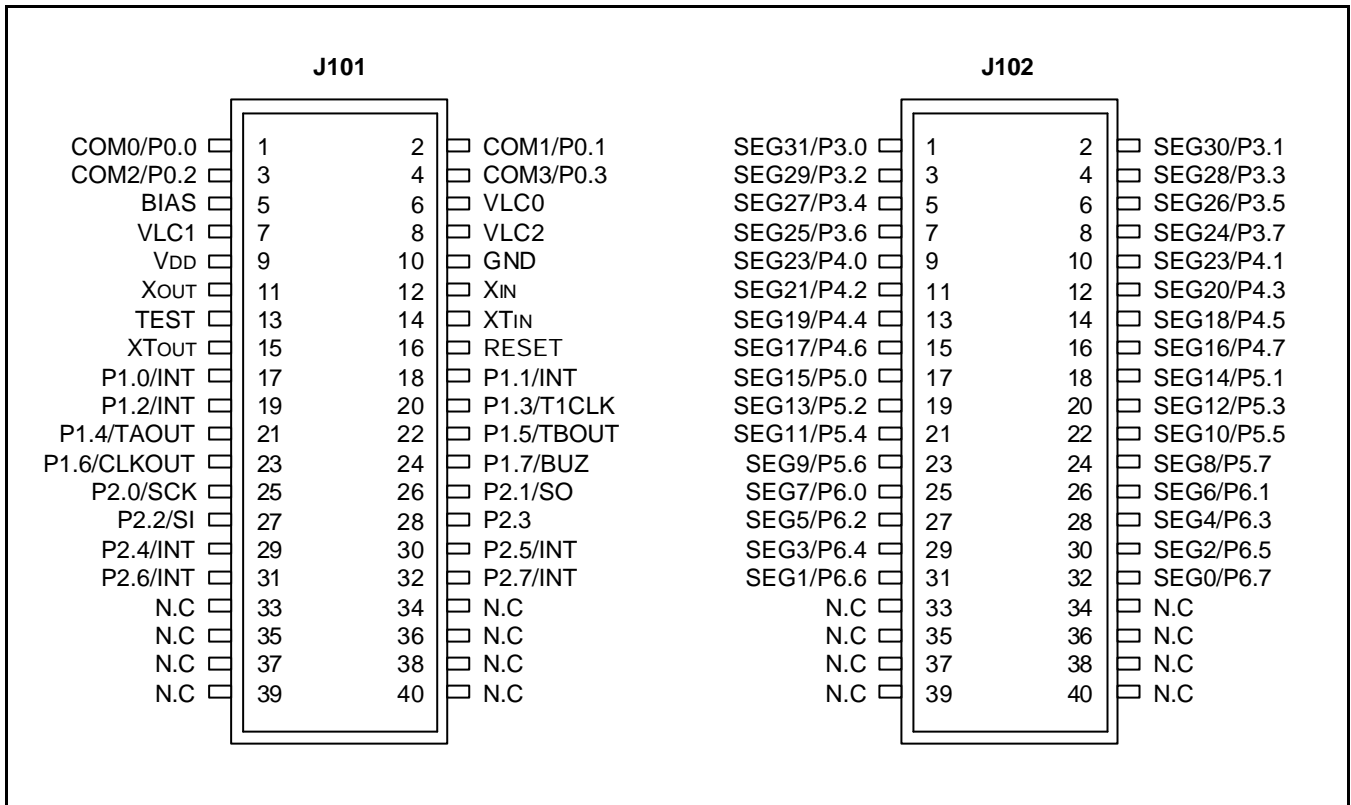 J101 J102
COM0/P0.0 1 2 COM1/P0.1 SEG31/P3.0 1 2 SEG30/P3.1
COM2/P0.2 3 4 COM3/P0.3 SEG29/P3.2 3 4 SEG28/P3.3
BIAS 5 6 VLC0 SEG27/P3.4 5 6 SEG26/P3.5
VLC1 7 8 VLC2 SEG25/P3.6 7 8 SEG24/P3.7
VDD 9 10 GND SEG23/P4.0 9 10 SEG23/P4.1
XOUT 11 12 XIN SEG21/P4.2 11 12 SEG20/P4.3
TEST 13 14 XTIN SEG19/P4.4 13 14 SEG18/P4.5
XTOUT 15 16 RESET SEG17/P4.6 15 16 SEG16/P4.7
P1.0/INT 17 18 P1.1/INT SEG15/P5.0 17 18 SEG14/P5.1
P1.2/INT 19 20 P1.3/T1CLK SEG13/P5.2 19 20 SEG12/P5.3
P1.4/TAOUT 21 22 P1.5/TBOUT SEG11/P5.4 21 22 SEG10/P5.5
P1.6/CLKOUT 23 24 P1.7/BUZ SEG9/P5.6 23 24 SEG8/P5.7
P2.0/SCK 25 26 P2.1/SO SEG7/P6.0 25 26 SEG6/P6.1
P2.2/SI 27 28 P2.3 SEG5/P6.2 27 28 SEG4/P6.3
P2.4/INT 29 30 P2.5/INT SEG3/P6.4 29 30 SEG2/P6.5
P2.6/INT 31 32 P2.7/INT SEG1/P6.6 31 32 SEG0/P6.7
N.C 33 34 N.C N.C 33 34 N.C
N.C 35 36 N.C N.C 35 36 N.C
N.C 37 38 N.C N.C 37 38 N.C
N.C 39 40 N.C N.C 39 40 N.C